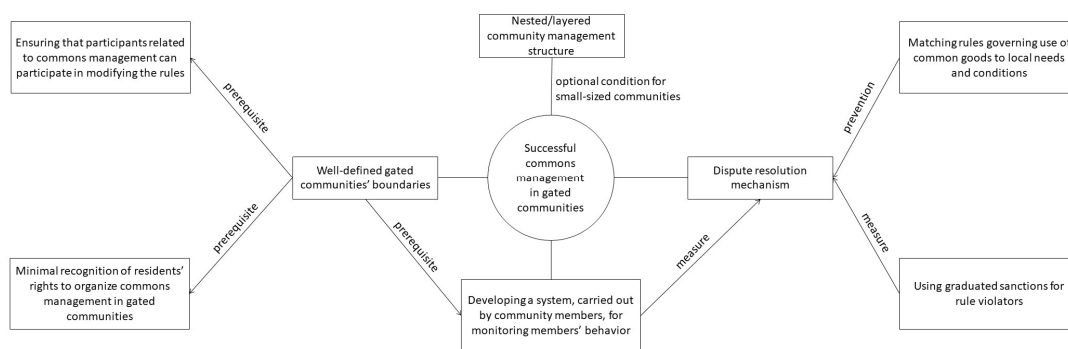 Ensuring that participants related
to commons management can
participate in modifying the rules
Nested/layered
community management
structure
Matching rules governing use of
common goods to local needs
and conditions
optional condition for
small-sized communities
prerequisite
prevention
Well-defined gated
communities' boundaries
Successful
commons
management
in gated
communities
Dispute resolution
mechanism
prerequisite
prerequisite
measure
measure
Minimal recognition of residents'
rights to organize commons
management in gated
communities
Developing a system, carried out
by community members, for
monitoring members' behavior
Using graduated sanctions for
rule violators